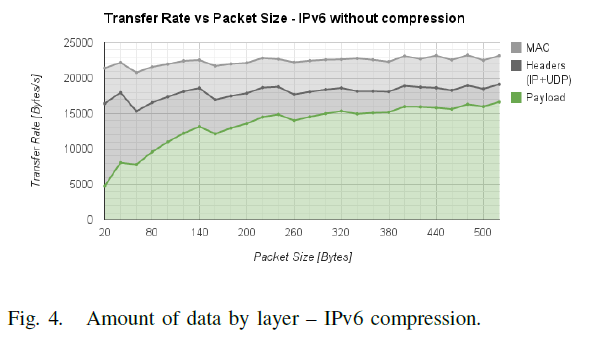 Transfer Rate vs Packet Size - IPv6 without compression
Transfer Rate [Bytes/s]
25000
20000
15000
10000
5000
0
20 80 140 200 260 320 380 440 500
Packet Size [Bytes]
MAC
Headers
(IP+UDP)
Payload
Fig. 4. Amount of data by layer – IPv6 compression.